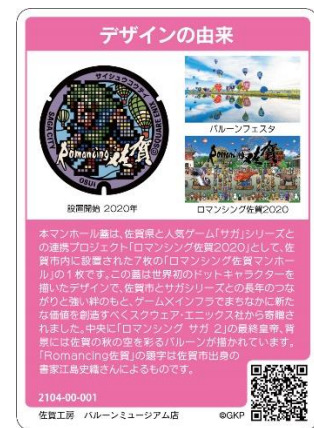 デザインの由来
サイシュウコウテイ
SAGA CITY
SQUARE ENIX
Romancing佐賀
OSUI
設置開始 2020年
バルーンフェスタ
Romancing佐賀
ロマンシング佐賀2020
本マンホール蓋は、佐賀県と人気ゲーム「サガ」シリーズと
の連携プロジェクト「ロマンシング佐賀2020」として、佐
賀市内に設置された7枚の「ロマンシング佐賀マンホー
ル」の1枚です。この蓋は世界初のドットキャラクターを
描いたデザインで、佐賀市とサガシリーズとの長年のつな
がりと強い絆のもと、ゲーム×インフラでまちなかに新た
な価値を創造すべくスクウェア・エニックス社から寄贈さ
れました。中央に「ロマンシング サガ 2」の最終皇帝、背
景には佐賀の秋の空を彩るバルーンが描かれています。
「Romancing佐賀」の題字は佐賀市出身の
書家江島史織さんによるものです。
2104-00-001
佐賀工房 バルーンミュージアム店 ©GKP